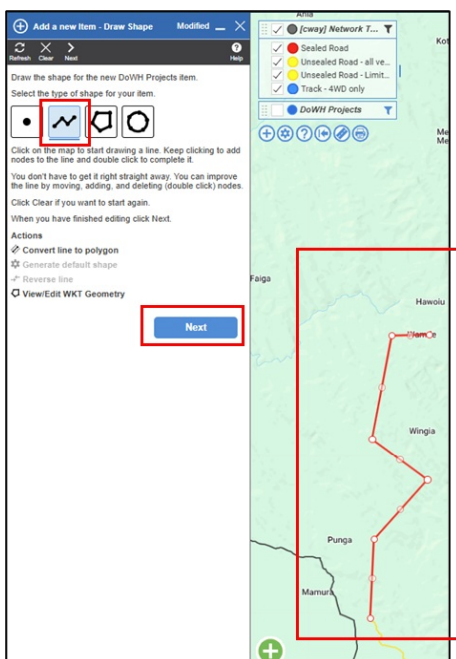 Add a new Item - Draw Shape Modified
Refresh Clear Next Help
Draw the shape for the new DoWH Projects item.
Select the type of shape for your item.
Click on the map to start drawing a line. Keep clicking to add
nodes to the line and double click to complete it.
You don't have to get it right straight away. You can improve
the line by moving, adding, and deleting (double click) nodes.
Click Clear if you want to start again.
When you have finished editing click Next.
Actions
Convert line to polygon
Generate default shape
Reverse line
View/Edit WKT Geometry
Next
[cway] Network T...
Sealed Road
Unsealed Road - all ve...
Unsealed Road - Limit...
Track - 4WD only
DoWH Projects
Kof
Me
Me
Faiga
Hawoiu
Wingia
Punga
Mamura